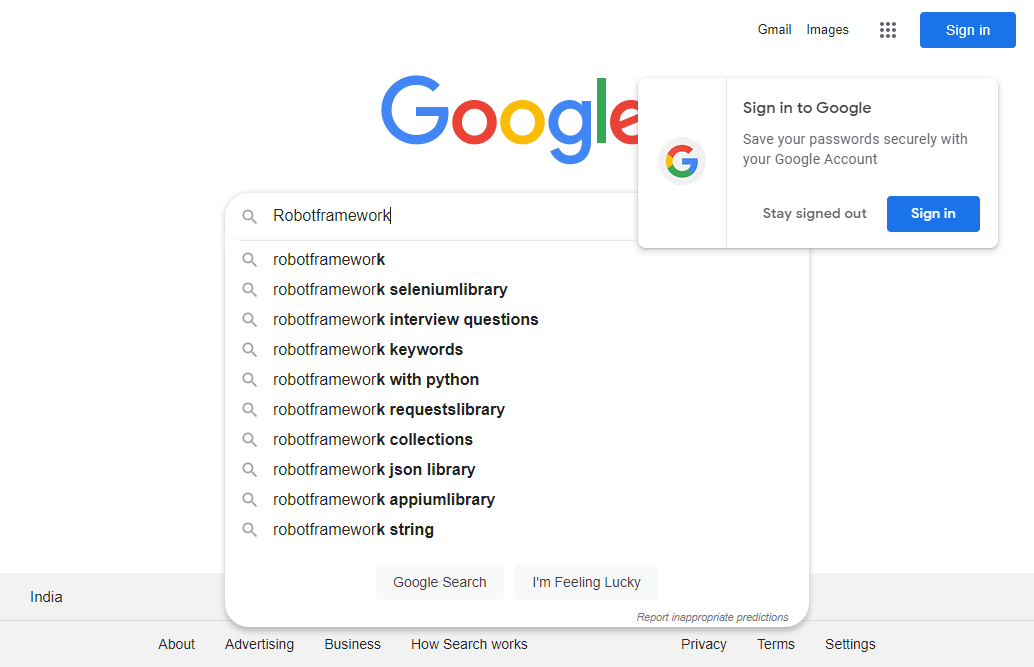 Gmail Images Sign in
Google
Sign in to Google
Save your passwords securely with
your Google Account
Stay signed out Sign in
Robotframework
robotframework
robotframework seleniumlibrary
robotframework interview questions
robotframework keywords
robotframework with python
robotframework requestslibrary
robotframework collections
robotframework json library
robotframework appiumlibrary
robotframework string
Google Search I'm Feeling Lucky
Report inappropriate predictions
India
About Advertising Business How Search works Privacy Terms Settings